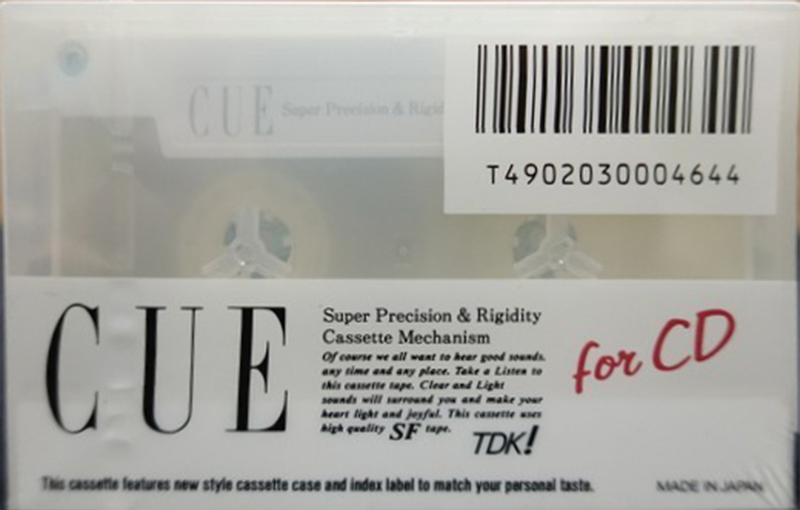 CUE Super Precision & Rigid
T4902030004644
CUE
Super Precision & Rigidity
Cassette Mechanism
Of course we all want to hear good sounds.
any time and any place. Take a Listen to
this cassette tape. Clear and Light
sounds will surround you and make your
heart light and joyful. This cassette uses
high quality SF tape.
TDK!
for CD
This cassette features new style cassette case and index label to match your personal taste.
MADE IN JAPAN